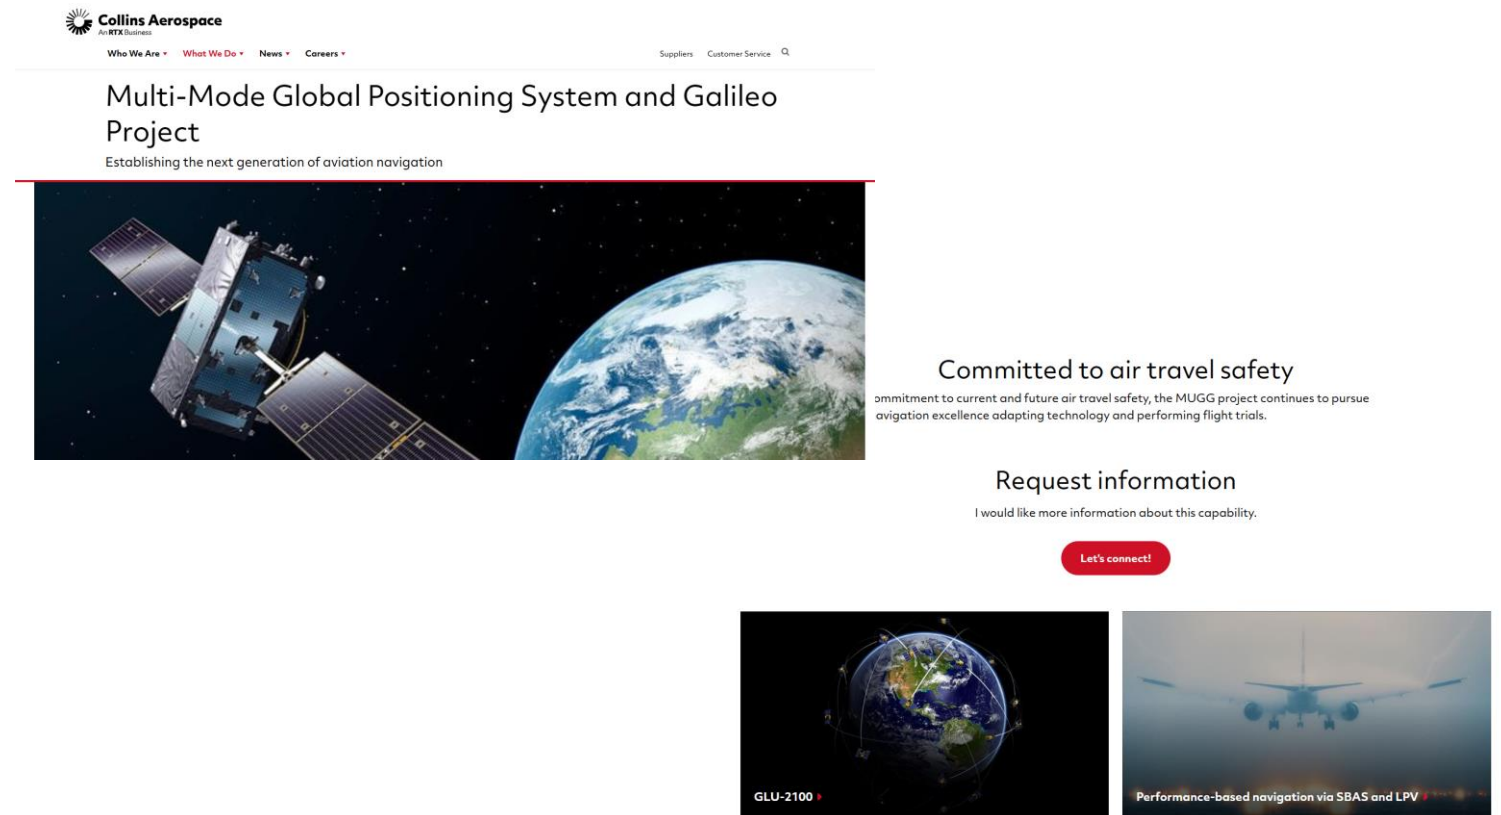 Collins Aerospace
An RTX Business
Who We Are What We Do News Careers Suppliers Customer Service
Multi-Mode Global Positioning System and Galileo
Project
Establishing the next generation of aviation navigation
Committed to air travel safety
ommitment to current and future air travel safety, the MUGG project continues to pursue
avigation excellence adapting technology and performing flight trials.
Request information
I would like more information about this capability.
Let's connect!
GLU-2100
Performance-based navigation via SBAS and LPV